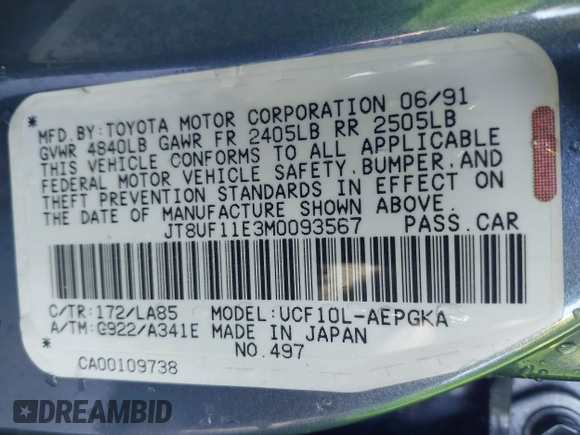 MFD. BY: TOYOTA MOTOR CORPORATION 06/91
GVWR 4840LB GAWR FR 2405LB RR 2505LB
THIS VEHICLE CONFORMS TO ALL APPLICABLE
FEDERAL MOTOR VEHICLE SAFETY, BUMPER, AND
THEFT PREVENTION STANDARDS IN EFFECT ON
THE DATE OF MANUFACTURE SHOWN ABOVE.
JT8UF11E3M0093567 PASS. CAR
C/TR: 172/LA85 MODEL: UCF10L-AEPGKA
A/TM: G922/A341E MADE IN JAPAN
NO. 497
CA00109738
DREAMBID